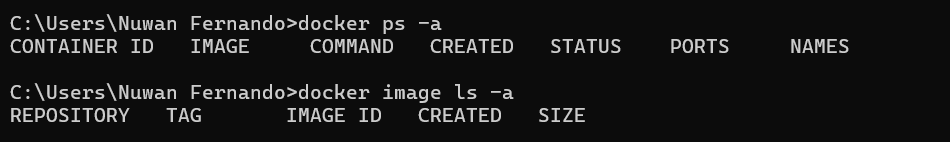 C:\Users\Nuwan Fernando>docker ps -a
CONTAINER ID   IMAGE     COMMAND   CREATED   STATUS    PORTS     NAMES
C:\Users\Nuwan Fernando>docker image ls -a
REPOSITORY   TAG       IMAGE ID   CREATED   SIZE